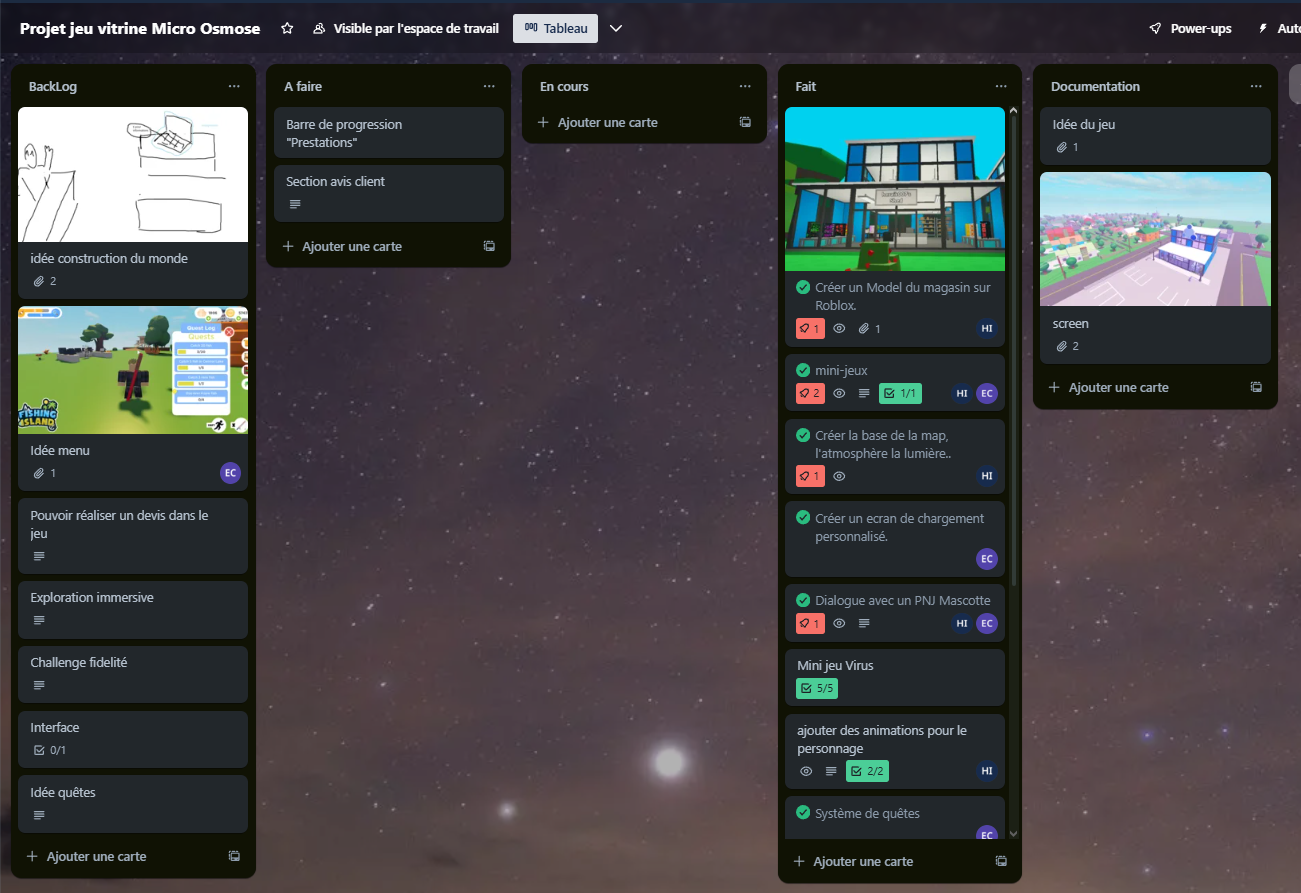 Projet jeu vitrine Micro Osmose
Visible par l'espace de travail
Tableau
Power-ups
BackLog
idée construction du monde
2
Quest Log
Quests
FISHING
ISLAND
Idée menu
1
EC
Pouvoir réaliser un devis dans le
jeu
Exploration immersive
Challenge fidelité
Interface
0/1
Idée quêtes
Ajouter une carte
A faire
Barre de progression
"Prestations"
Section avis client
Ajouter une carte
En cours
Ajouter une carte
Fait
Créer un Model du magasin sur
Roblox.
1
1
HI
mini-jeux
2
1/1
HI
EC
Créer la base de la map,
l'atmosphère la lumière..
1
HI
Créer un ecran de chargement
personnalisé.
EC
Dialogue avec un PNJ Mascotte
1
HI
EC
Mini jeu Virus
5/5
ajouter des animations pour le
personnage
2/2
HI
Système de quêtes
EC
Ajouter une carte
Documentation
Idée du jeu
1
screen
2
Ajouter une carte